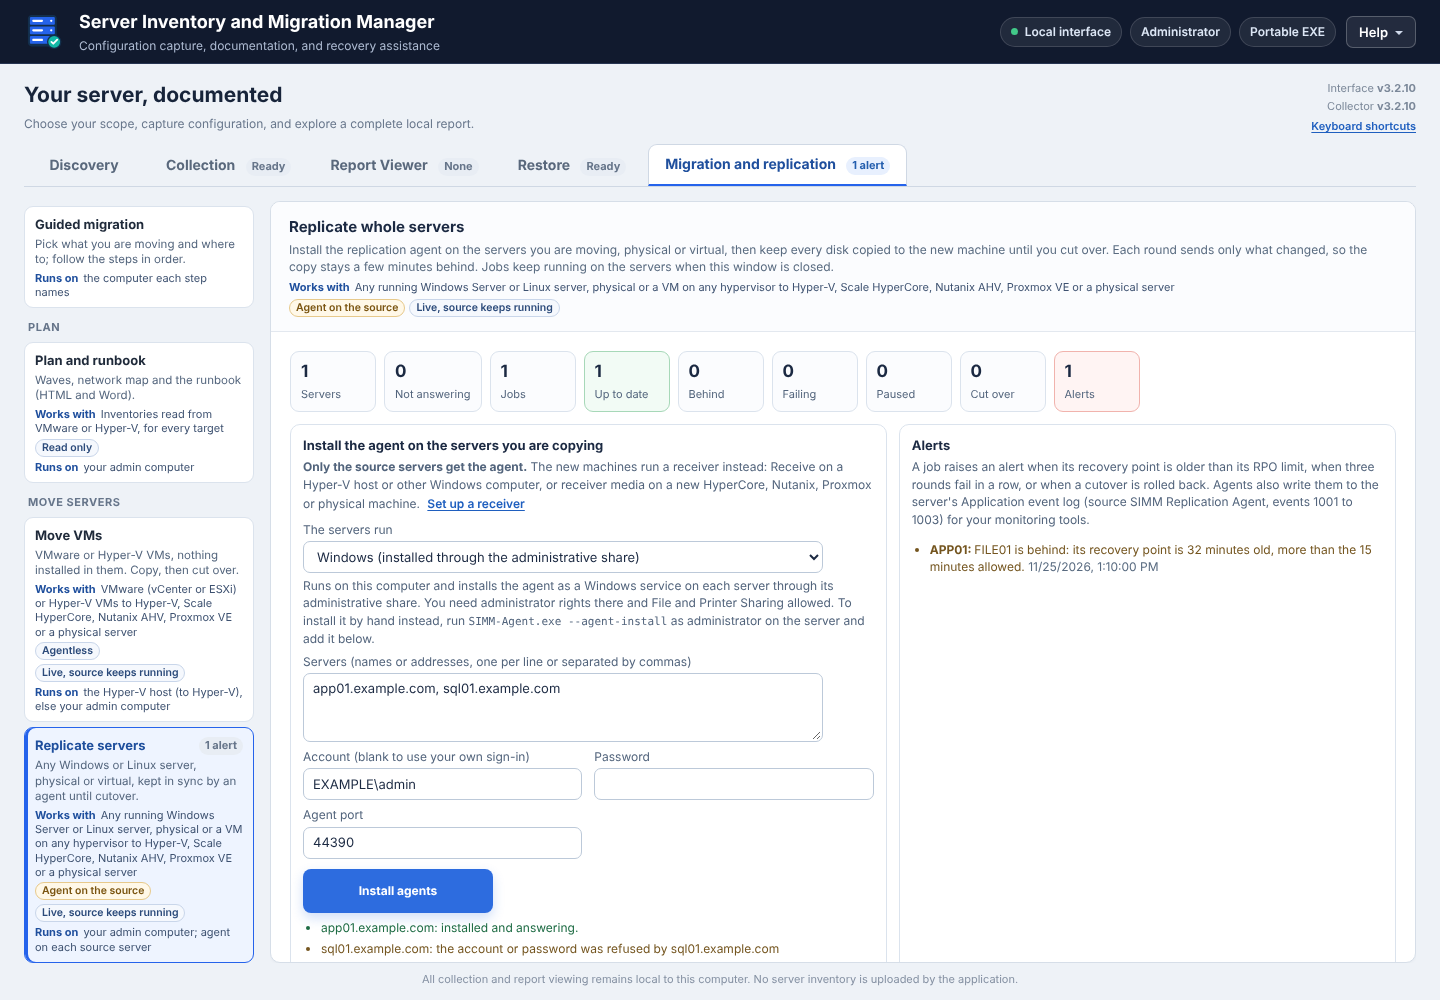 Server Inventory and Migration Manager
Configuration capture, documentation, and recovery assistance
Local interface
Administrator
Portable EXE
Help
Your server, documented
Choose your scope, capture configuration, and explore a complete local report.
Interface v3.2.10
Collector v3.2.10
Keyboard shortcuts
Discovery
Collection Ready
Report Viewer None
Restore Ready
Migration and replication 1 alert
Guided migration
Pick what you are moving and where
to; follow the steps in order.
Runs on the computer each step
names
PLAN
Plan and runbook
Waves, network map and the runbook
(HTML and Word).
Works with Inventories read from
VMware or Hyper-V, for every target
Read only
Runs on your admin computer
MOVE SERVERS
Move VMs
VMware or Hyper-V VMs, nothing
installed in them. Copy, then cut over.
Works with VMware (vCenter or ESXi)
or Hyper-V VMs to Hyper-V, Scale
HyperCore, Nutanix AHV, Proxmox VE
or a physical server
Agentless
Live, source keeps running
Runs on the Hyper-V host (to Hyper-V),
else your admin computer
Replicate servers 1 alert
Any Windows or Linux server,
physical or virtual, kept in sync by an
agent until cutover.
Works with Any running Windows
Server or Linux server, physical or a VM
on any hypervisor to Hyper-V, Scale
HyperCore, Nutanix AHV, Proxmox VE
or a physical server
Agent on the source
Live, source keeps running
Runs on your admin computer; agent
on each source server
Replicate whole servers
Install the replication agent on the servers you are moving, physical or virtual, then keep every disk copied to the new machine until you cut over. Each round sends only what changed, so the
copy stays a few minutes behind. Jobs keep running on the servers when this window is closed.
Works with Any running Windows Server or Linux server, physical or a VM on any hypervisor to Hyper-V, Scale HyperCore, Nutanix AHV, Proxmox VE or a physical server
Agent on the source Live, source keeps running
1
Servers
0
Not answering
1
Jobs
1
Up to date
0
Behind
0
Failing
0
Paused
0
Cut over
1
Alerts
Install the agent on the servers you are copying
Only the source servers get the agent. The new machines run a receiver instead: Receive on a
Hyper-V host or other Windows computer, or receiver media on a new HyperCore, Nutanix, Proxmox
or physical machine. Set up a receiver
The servers run
Windows (installed through the administrative share)
Runs on this computer and installs the agent as a Windows service on each server through its
administrative share. You need administrator rights there and File and Printer Sharing allowed. To
install it by hand instead, run SIMM-Agent.exe --agent-install as administrator on the server and
add it below.
Servers (names or addresses, one per line or separated by commas)
app01.example.com, sql01.example.com
Account (blank to use your own sign-in)
Password
EXAMPLE\admin
Agent port
44390
Install agents
app01.example.com: installed and answering.
sql01.example.com: the account or password was refused by sql01.example.com
Alerts
A job raises an alert when its recovery point is older than its RPO limit, when three
rounds fail in a row, or when a cutover is rolled back. Agents also write them to the
server's Application event log (source SIMM Replication Agent, events 1001 to
1003) for your monitoring tools.
APP01: FILE01 is behind: its recovery point is 32 minutes old, more than the 15
minutes allowed. 11/25/2026, 1:10:00 PM
All collection and report viewing remains local to this computer. No server inventory is uploaded by the application.